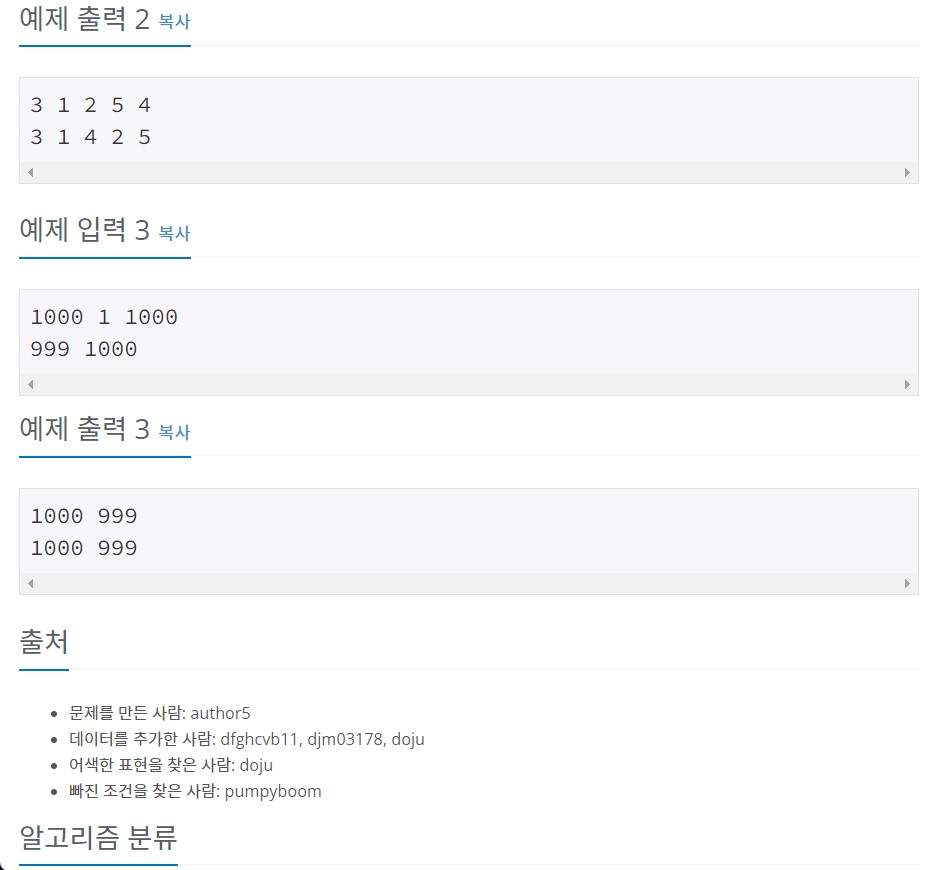 예제 출력 2 복사
3 1 2 5 4
3 1 4 2 5
예제 입력 3 복사
1000 1 1000
999 1000
예제 출력 3 복사
1000 999
1000 999
출처
문제를 만든 사람: author5
데이터를 추가한 사람: dfghcvb11, djm03178, doju
어색한 표현을 찾은 사람: doju
빠진 조건을 찾은 사람: pumpyboom
알고리즘 분류